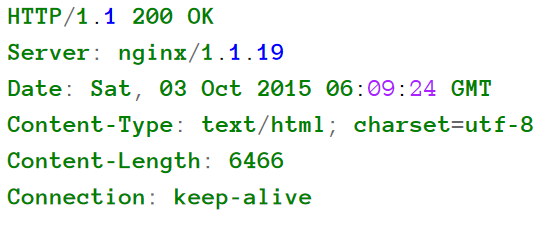 HTTP/1.1 200 OK
Server: nginx/1.1.19
Date: Sat, 03 Oct 2015 06:09:24 GMT
Content-Type: text/html; charset=utf-8
Content-Length: 6466
Connection: keep-alive